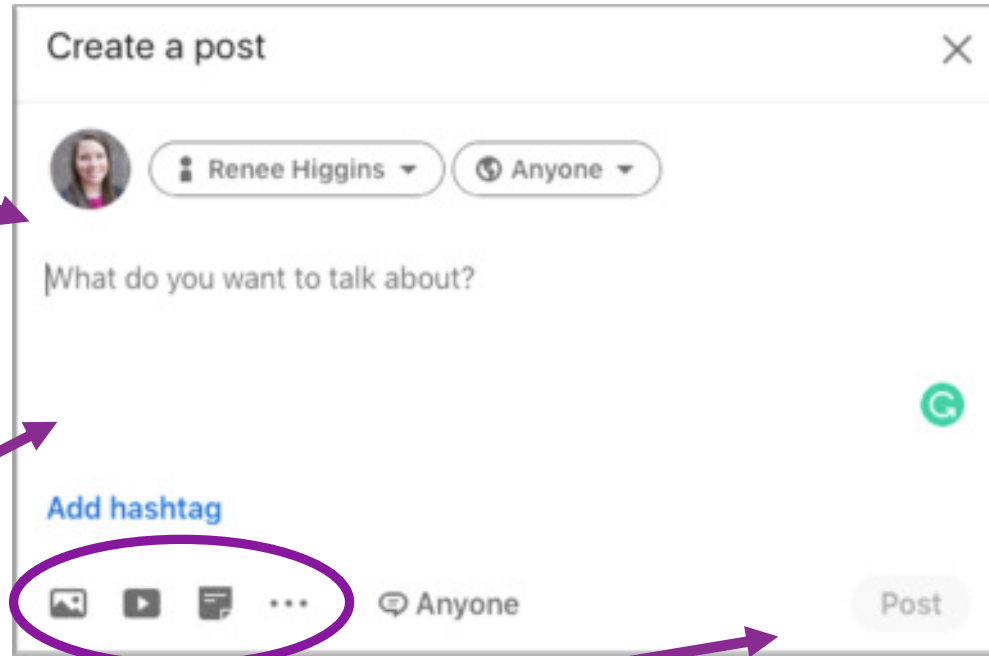 Create a post
Renee Higgins Anyone
What do you want to talk about?
Add hashtag
Anyone Post